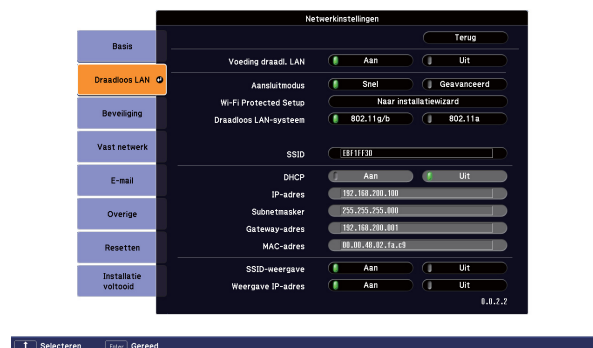 Netwerkinstellingen
Terug
Basis
Voeding draadl. LAN Aan Uit
Draadloos LAN
Aansluitmodus Snel Geavanceerd
Wi-Fi Protected Setup Naar installatiewizard
Beveiliging
Draadloos LAN-systeem 802.11g/b 802.11a
Vast netwerk
SSID EBF1FF3D
E-mail
DHCP Aan Uit
IP-adres 192.168.200.100
Overige
Subnetmasker 255.255.255.000
Gateway-adres 192.168.200.001
Resetten
MAC-adres 00.00.48.02.fa.c9
SSID-weergave Aan Uit
Installatie
voltooid
Weergave IP-adres Aan Uit
0.0.2.2
Selecteren Enter Gereed